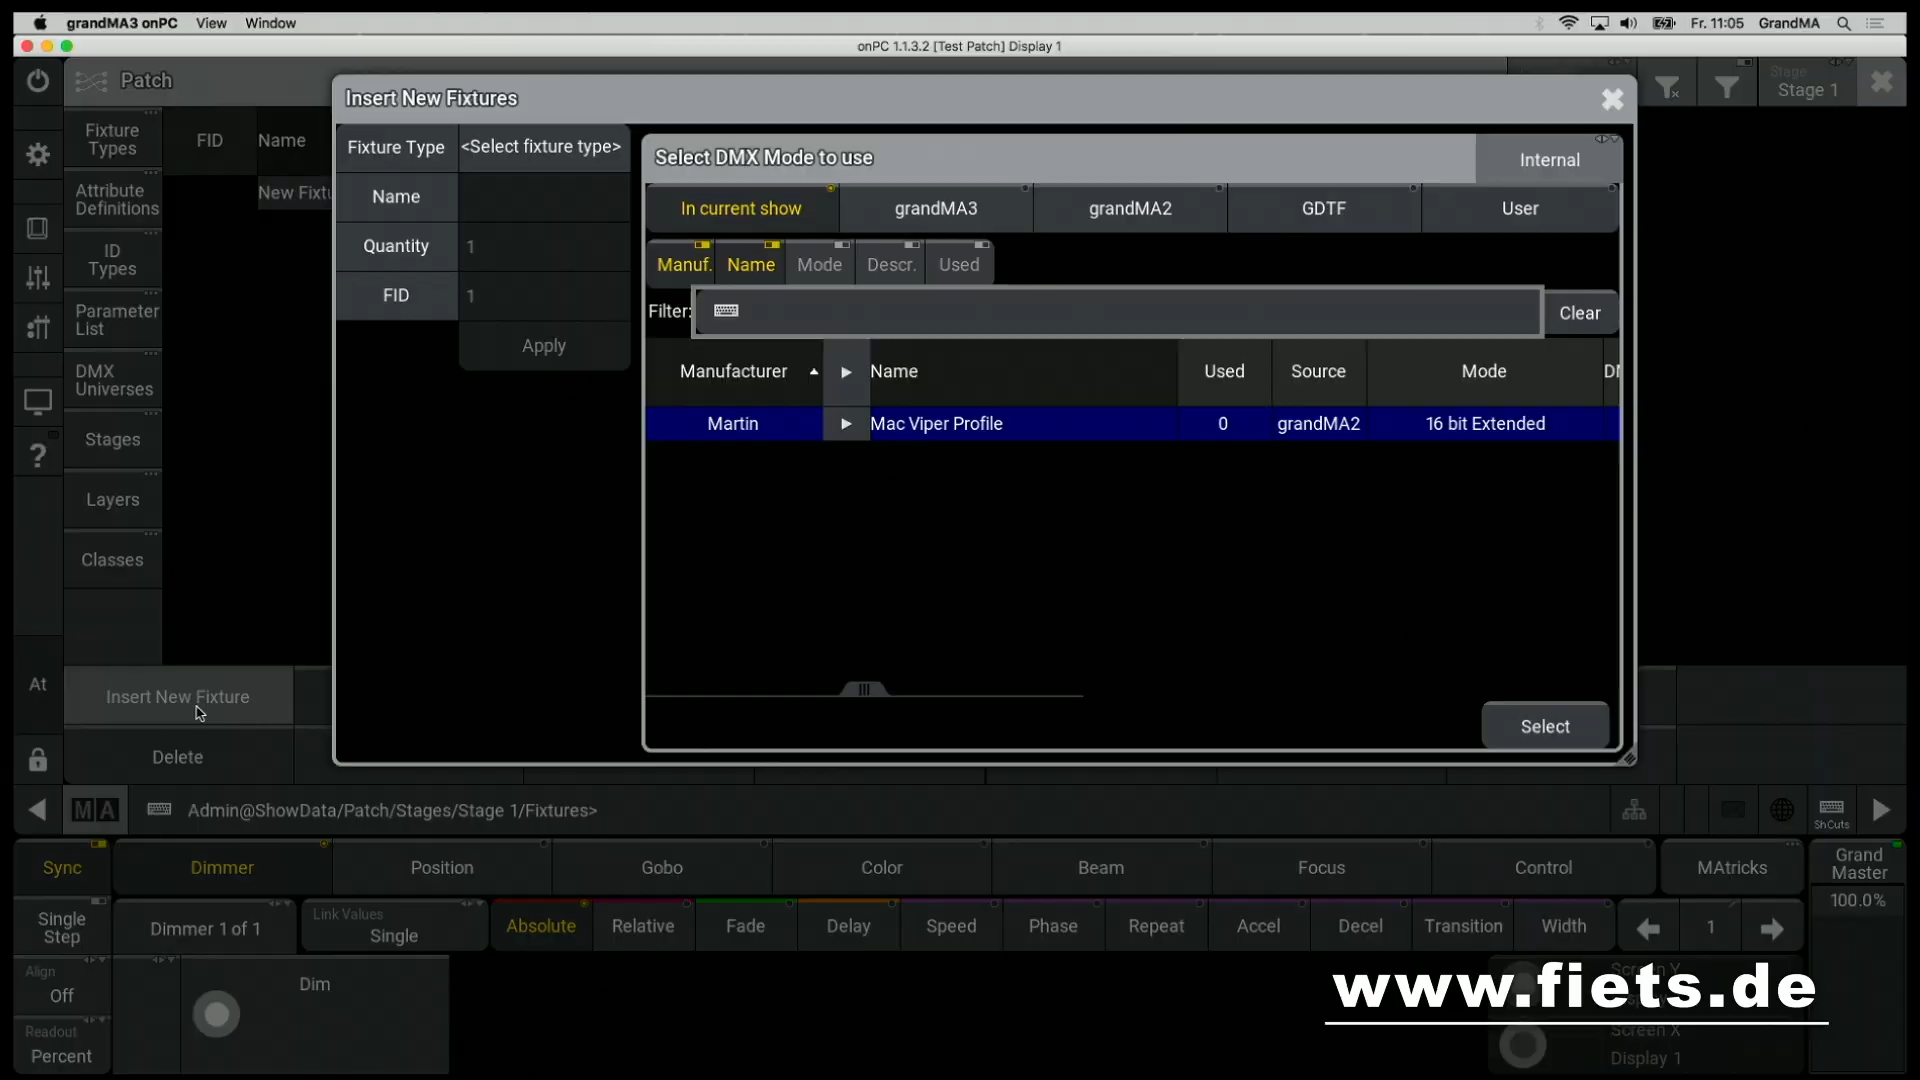 grandMA3 onPC View Window
Fr. 11:05 GrandMA
onPC 1.1.3.2 [Test Patch] Display 1
Patch
Stage
Stage 1
Insert New Fixtures
Fixture Types
Attribute Definitions
ID Types
Parameter List
DMX Universes
Stages
Layers
Classes
FID Name
New Fixtu
Fixture Type <Select fixture type>
Name
Quantity 1
FID 1
Apply
Select DMX Mode to use
Internal
In current show grandMA3 grandMA2 GDTF User
Manuf. Name Mode Descr. Used
Filter: Clear
Manufacturer Name Used Source Mode DM
Martin Mac Viper Profile 0 grandMA2 16 bit Extended
Select
At
Insert New Fixture
Delete
?
MA Admin@ShowData/Patch/Stages/Stage 1/Fixtures>
ShCuts
Sync Dimmer Position Gobo Color Beam Focus Control MAtricks
Grand Master
100.0%
Single Step
Dimmer 1 of 1
Link Values
Single
Absolute Relative Fade Delay Speed Phase Repeat Accel Decel Transition Width 1
Align
Off
Dim
Readout
Percent
www.fiets.de
Screen X
Display 1